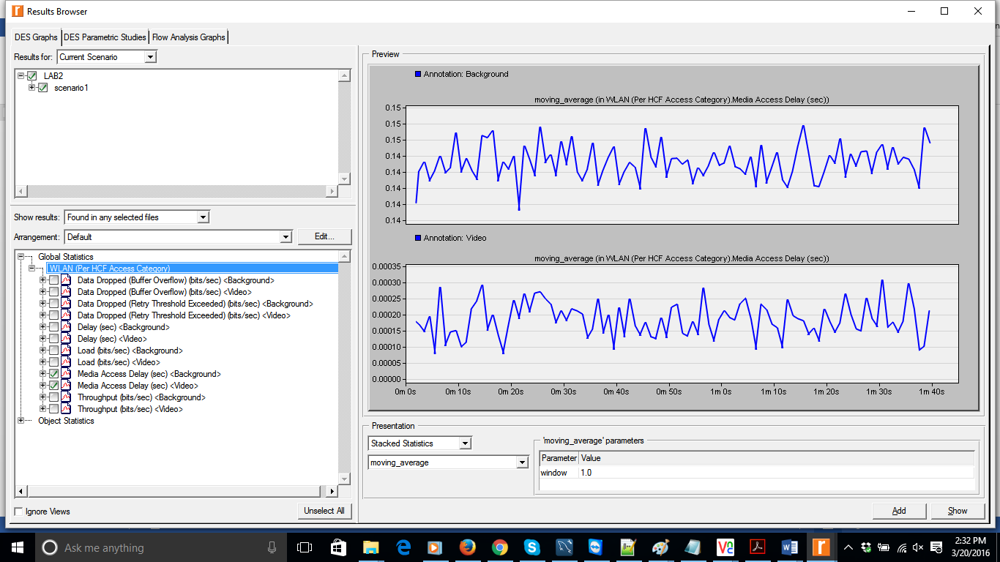 Results Browser
DES Graphs DES Parametric Studies Flow Analysis Graphs
Results for: Current Scenario
LAB2
scenario1
Show results: Found in any selected files
Arrangement: Default Edit...
Global Statistics
WLAN (Per HCF Access Category)
Data Dropped (Buffer Overflow) (bits/sec) <Background>
Data Dropped (Buffer Overflow) (bits/sec) <Video>
Data Dropped (Retry Threshold Exceeded) (bits/sec) <Background>
Data Dropped (Retry Threshold Exceeded) (bits/sec) <Video>
Delay (sec) <Background>
Delay (sec) <Video>
Load (bits/sec) <Background>
Load (bits/sec) <Video>
Media Access Delay (sec) <Background>
Media Access Delay (sec) <Video>
Throughput (bits/sec) <Background>
Throughput (bits/sec) <Video>
Object Statistics
Ignore Views Unselect All
Preview
Annotation: Background
moving_average (in WLAN (Per HCF Access Category).Media Access Delay (sec))
0.15
0.15
0.15
0.14
0.14
0.14
0.14
0.14
Annotation: Video
moving_average (in WLAN (Per HCF Access Category).Media Access Delay (sec))
0.00035
0.00030
0.00025
0.00020
0.00015
0.00010
0.00005
0.00000
0m 0s 0m 10s 0m 20s 0m 30s 0m 40s 0m 50s 1m 0s 1m 10s 1m 20s 1m 30s 1m 40s
Presentation
Stacked Statistics
moving_average
'moving_average' parameters
Parameter Value
window 1.0
Add Show
Ask me anything
2:32 PM
3/20/2016